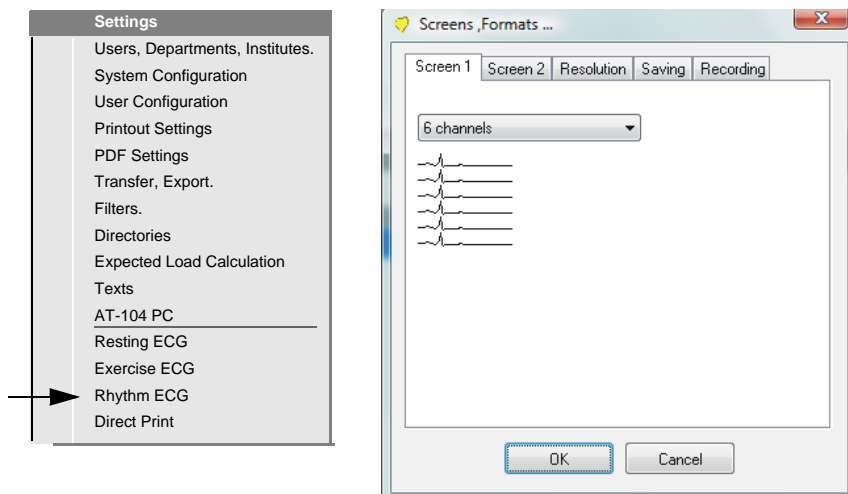 Settings
Users, Departments, Institutes.
System Configuration
User Configuration
Printout Settings
PDF Settings
Transfer, Export.
Filters.
Directories
Expected Load Calculation
Texts
AT-104 PC
Resting ECG
Exercise ECG
Rhythm ECG
Direct Print
Screens ,Formats ...
Screen 1 Screen 2 Resolution Saving Recording
6 channels
OK Cancel